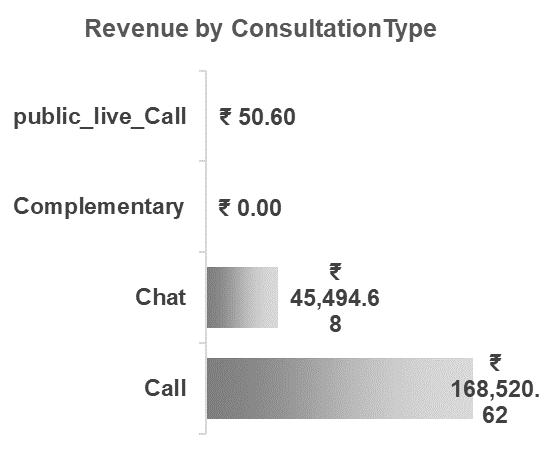 Revenue by ConsultationType
public_live_Call ₹ 50.60
Complementary ₹ 0.00
Chat
₹
45,494.6
8
Call
₹
168,520.
62